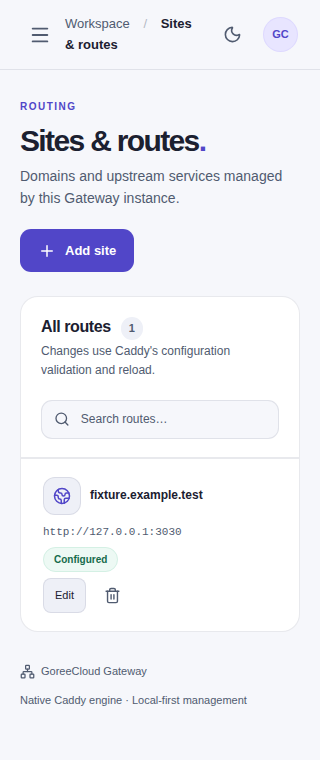 Workspace / Sites
& routes
GC
ROUTING
Sites & routes.
Domains and upstream services managed
by this Gateway instance.
Add site
All routes 1
Changes use Caddy's configuration
validation and reload.
Search routes…
fixture.example.test
http://127.0.0.1:3030
Configured
Edit
GoreeCloud Gateway
Native Caddy engine · Local-first management